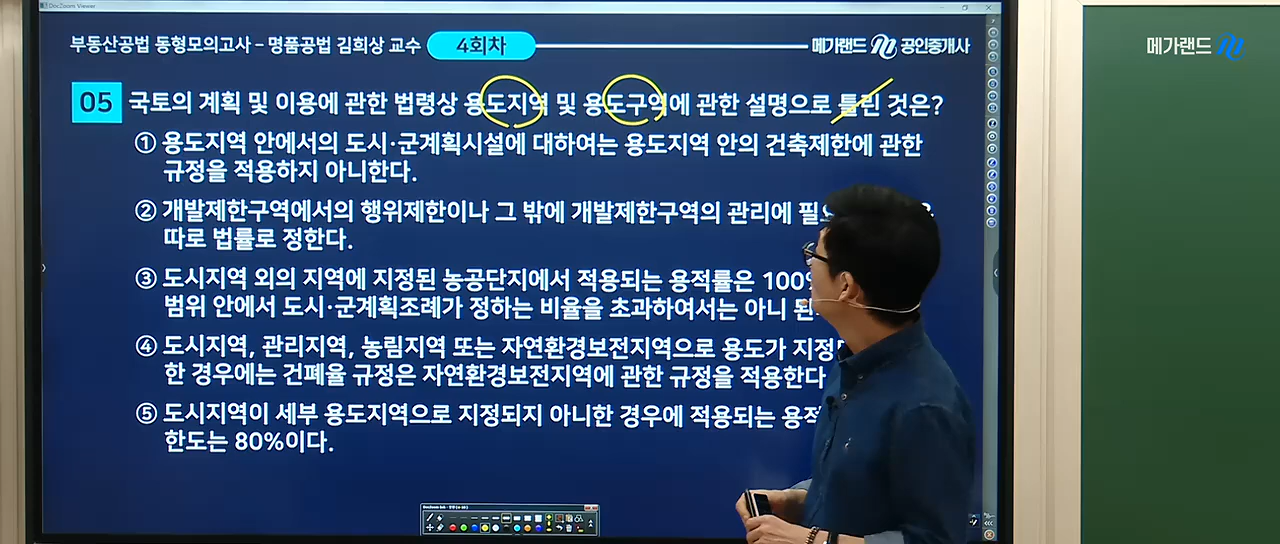 DocZoom Viewer
부동산공법 동형모의고사 – 명품공법 김희상 교수 4회차 메가랜드 공인중개사
메가랜드
05 국토의 계획 및 이용에 관한 법령상 용도지역 및 용도구역에 관한 설명으로 틀린 것은?
① 용도지역 안에서의 도시·군계획시설에 대하여는 용도지역 안의 건축제한에 관한
규정을 적용하지 아니한다.
② 개발제한구역에서의 행위제한이나 그 밖에 개발제한구역의 관리에
따로 법률로 정한다.
③ 도시지역 외의 지역에 지정된 농공단지에서 적용되는 용적률은
범위 안에서 도시·군계획조례가 정하는 비율을 초과하여서는 아니
④ 도시지역, 관리지역, 농림지역 또는 자연환경보전지역으로 용도가
한 경우에는 건폐율 규정은 자연환경보전지역에 관한 규정을 적용한다
⑤ 도시지역이 세부 용도지역으로 지정되지 아니한 경우에 적용되는
한도는 80%이다.